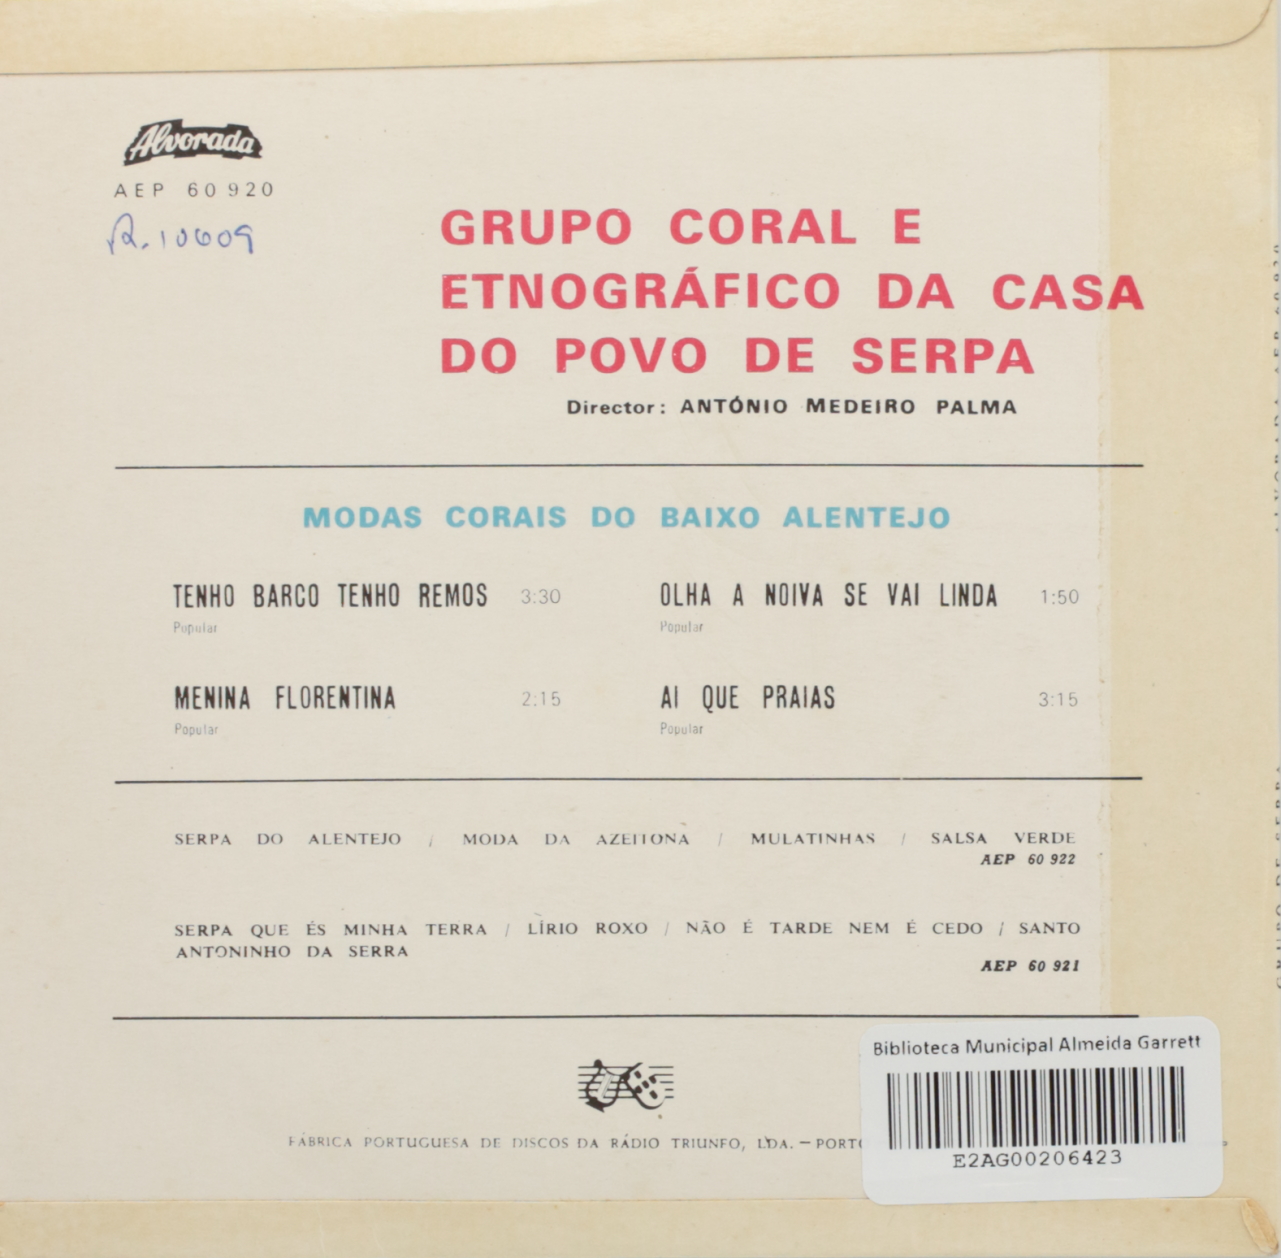 Alvorada
AEP 60 920
R. 10609
GRUPO CORAL E
ETNOGRÁFICO DA CASA
DO POVO DE SERPA
Director: ANTÓNIO MEDEIRO PALMA
MODAS CORAIS DO BAIXO ALENTEJO
TENHO BARCO TENHO REMOS 3:30
Popular
OLHA A NOIVA SE VAI LINDA 1:50
Popular
MENINA FLORENTINA 2:15
Popular
AI QUE PRAIAS 3:15
Popular
SERPA DO ALENTEJO / MODA DA AZEITONA / MULATINHAS / SALSA VERDE
AEP 60 922
SERPA QUE ÉS MINHA TERRA / LÍRIO ROXO / NÃO É TARDE NEM É CEDO / SANTO
ANTONINHO DA SERRA
AEP 60 921
FÁBRICA PORTUGUESA DE DISCOS DA RÁDIO TRIUNFO, LDA. — PORTO
Biblioteca Municipal Almeida Garrett
E2AG00206423